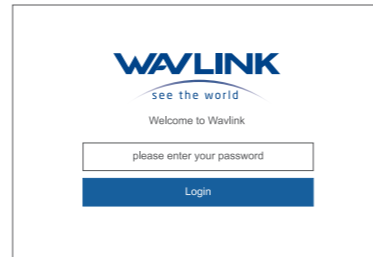 WAVLINK
see the world
Welcome to Wavlink
please enter your password
Login